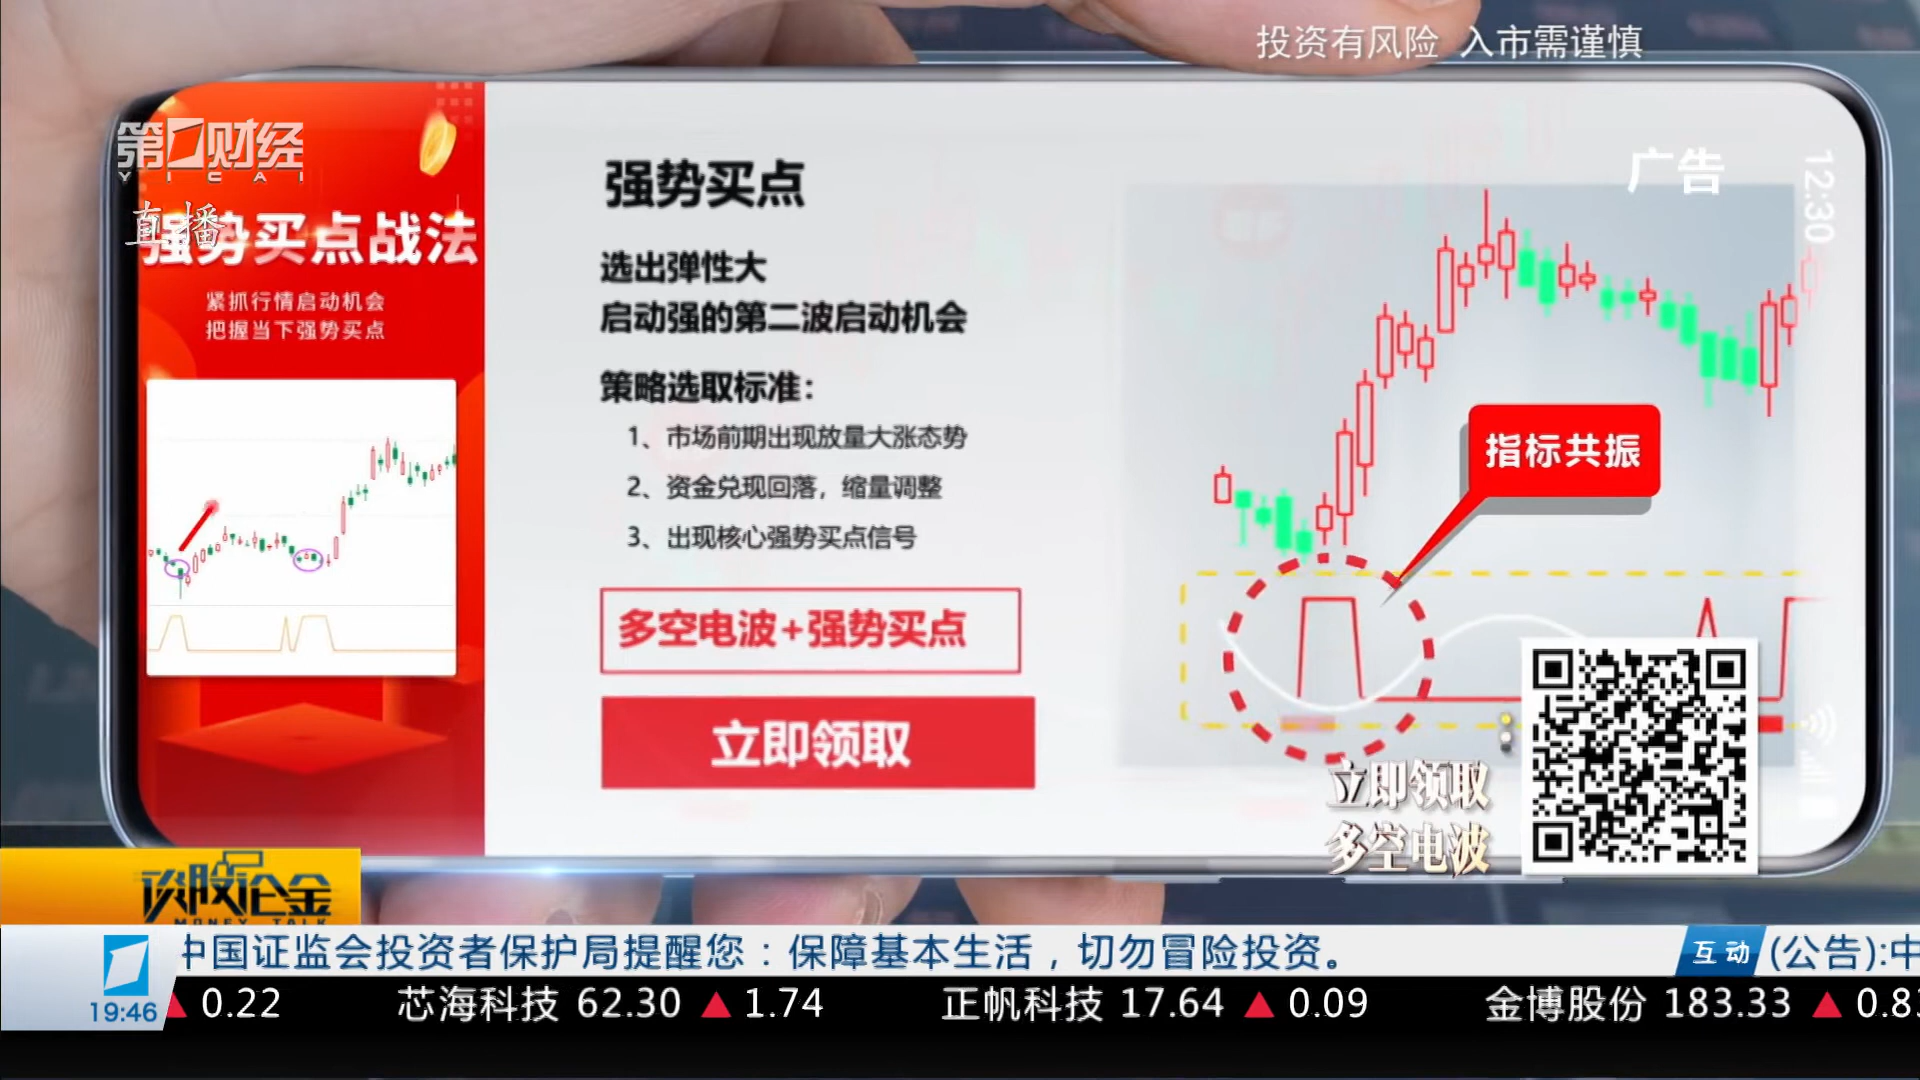 投资有风险 入市需谨慎
第一财经
YICAI
直播
广告
12:30
强势买点战法
紧抓行情启动机会
把握当下强势买点
强势买点
选出弹性大
启动强的第二波启动机会
策略选取标准：
1、市场前期出现放量大涨态势
2、资金兑现回落，缩量调整
3、出现核心强势买点信号
多空电波+强势买点
立即领取
指标共振
立即领取
多空电波
谈股论金
MONEY TALK
中国证监会投资者保护局提醒您：保障基本生活，切勿冒险投资。
互动 (公告):中
19:46
▲ 0.22 芯海科技 62.30 ▲ 1.74 正帆科技 17.64 ▲ 0.09 金博股份 183.33 ▲ 0.83